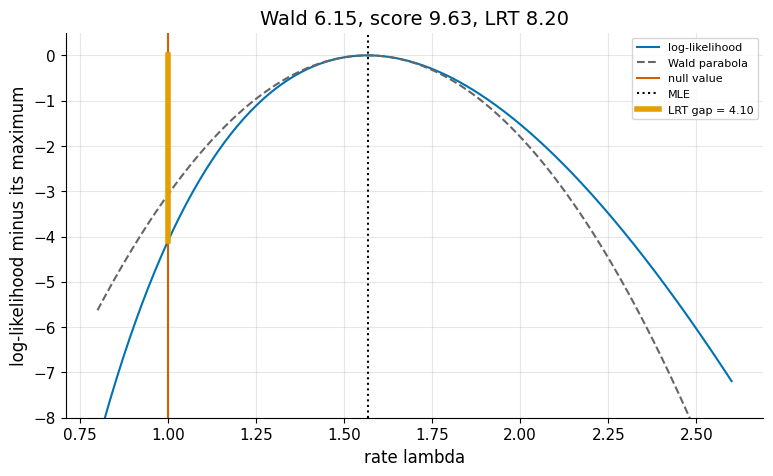 Wald 6.15, score 9.63, LRT 8.20
log-likelihood minus its maximum
0
−1
−2
−3
−4
−5
−6
−7
−8
log-likelihood
Wald parabola
null value
MLE
LRT gap = 4.10
0.75 1.00 1.25 1.50 1.75 2.00 2.25 2.50
rate lambda